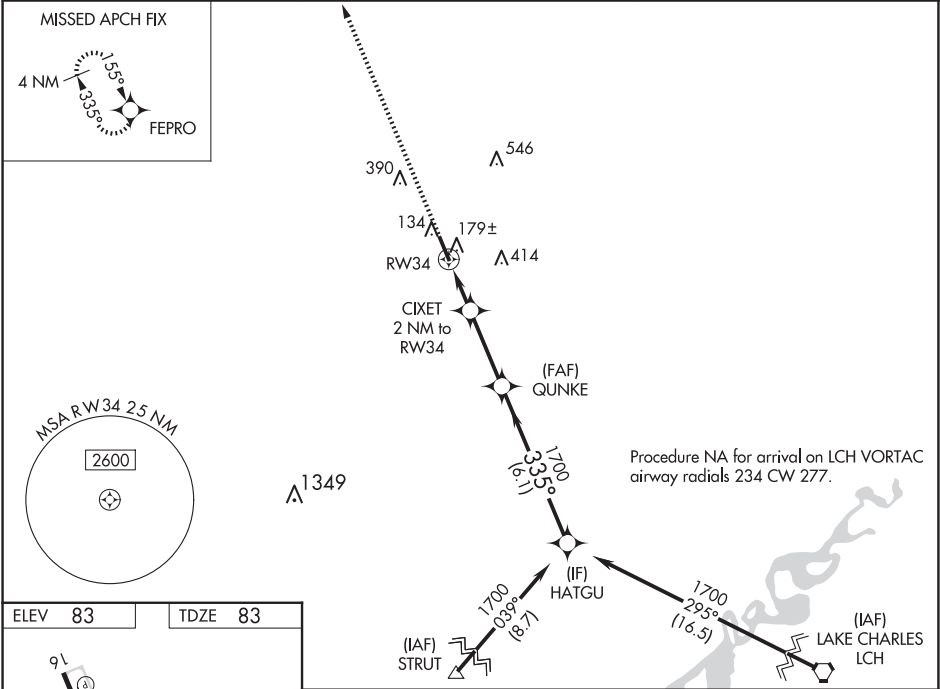 MISSED APCH FIX
4 NM
155°
335°
FEPRO
546
390
134
179±
RW34
414
CIXET
2 NM to
RW34
(FAF)
QUNKE
MSA RW34 25 NM
2600
1349
1700
335°
(6.1)
Procedure NA for arrival on LCH VORTAC
airway radials 234 CW 277.
(IF)
HATGU
1700
039°
(8.7)
1700
295°
(16.5)
(IAF)
STRUT
(IAF)
LAKE CHARLES
LCH
ELEV 83
TDZE 83
16
P